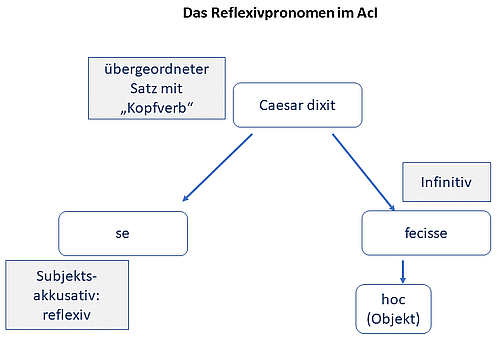 Das Reflexivpronomen im AcI
übergeordneter
Satz mit
„Kopfverb“
Caesar dixit
Infinitiv
se
fecisse
Subjekts-
akkusativ:
reflexiv
hoc
(Objekt)